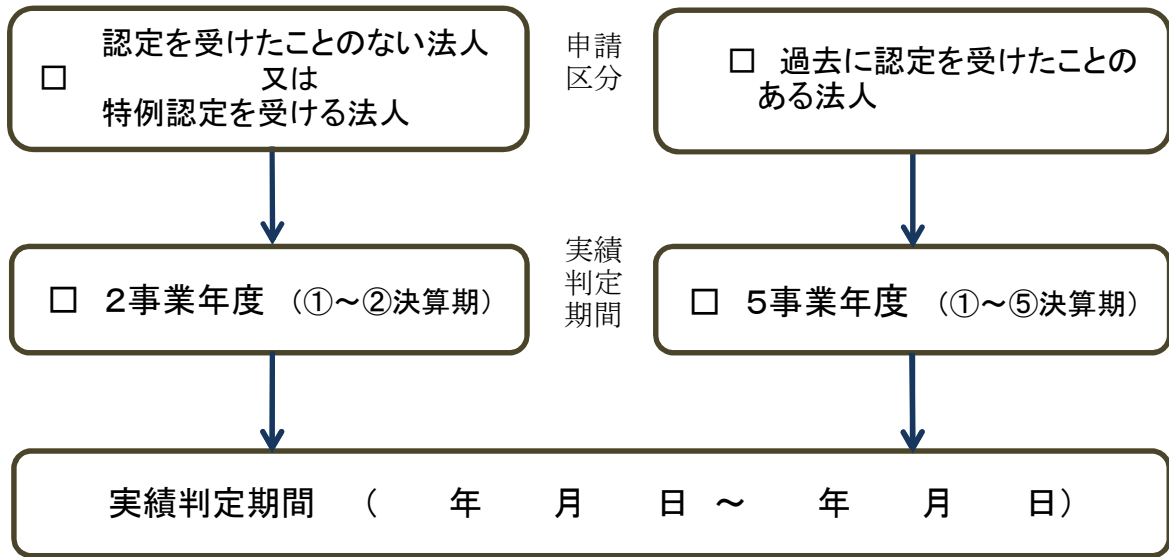 認定を受けたことのない法人
□ 又は
特例認定を受ける法人
申請
区分
□ 過去に認定を受けたことの
ある法人
□ 2事業年度 (①～②決算期)
実績
判定
期間
□ 5事業年度 (①～⑤決算期)
実績判定期間 ( 年 月 日 ～ 年 月 日)